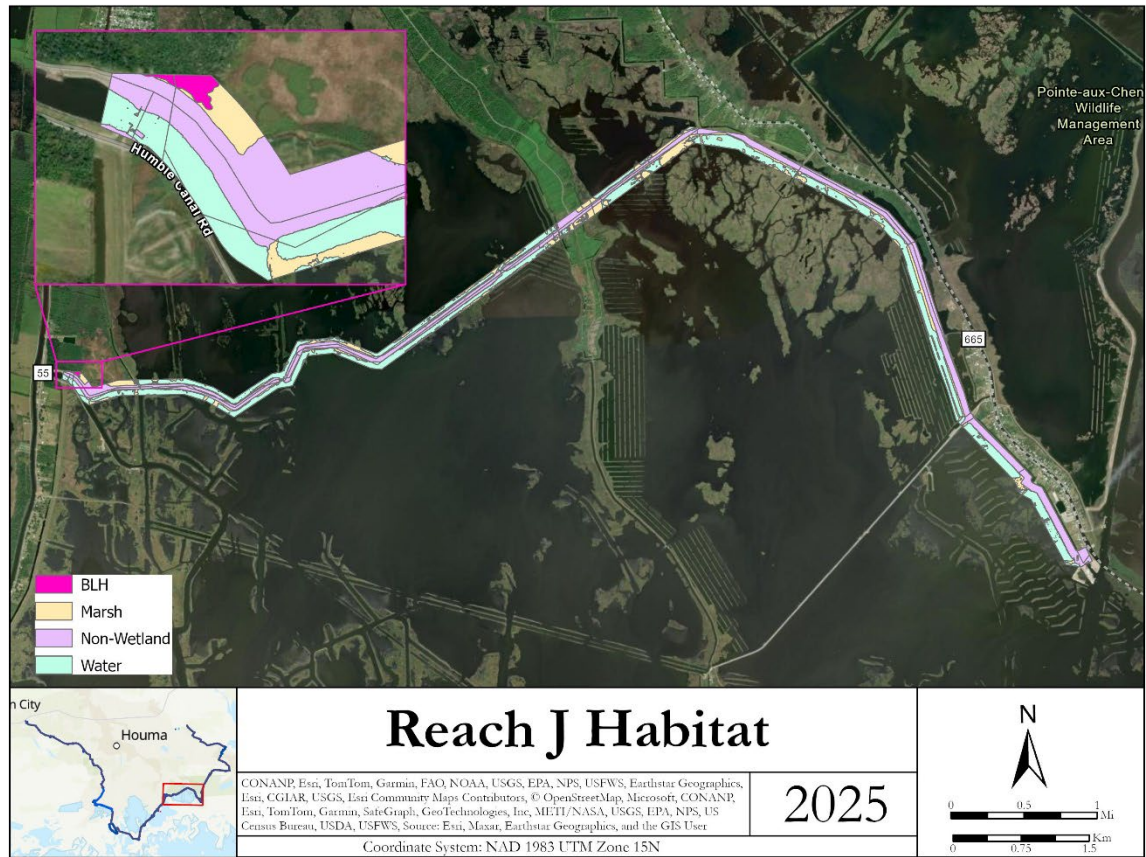 Pointe-aux-Chen
Wildlife
Management
Area
Humble Canal Rd
665
55
BLH
Marsh
Non-Wetland
Water
n City
Houma
Reach J Habitat
CONANP, Esri, TomTom, Garmin, FAO, NOAA, USGS, EPA, NPS, USFWS, Earthstar Geographics,
Esri, CGIAR, USGS, Esri Community Maps Contributors, © OpenStreetMap, Microsoft, CONANP,
Esri, TomTom, Garmin, SafeGraph, GeoTechnologies, Inc, METI/NASA, USGS, EPA, NPS, US
Census Bureau, USDA, USFWS, Source: Esri, Maxar, Earthstar Geographics, and the GIS User
Coordinate System: NAD 1983 UTM Zone 15N
2025
N
0 0.5 1
Mi
Km
0 0.75 1.5